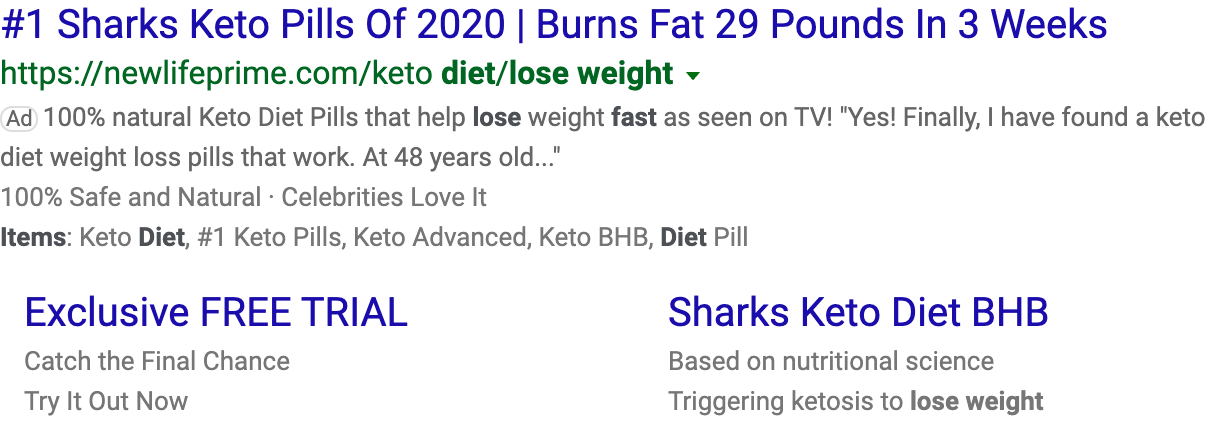 #1 Sharks Keto Pills Of 2020 | Burns Fat 29 Pounds In 3 Weeks
https://newlifeprime.com/keto diet/lose weight
Ad 100% natural Keto Diet Pills that help lose weight fast as seen on TV! "Yes! Finally, I have found a keto
diet weight loss pills that work. At 48 years old..."
100% Safe and Natural · Celebrities Love It
Items: Keto Diet, #1 Keto Pills, Keto Advanced, Keto BHB, Diet Pill
Exclusive FREE TRIAL
Catch the Final Chance
Try It Out Now
Sharks Keto Diet BHB
Based on nutritional science
Triggering ketosis to lose weight